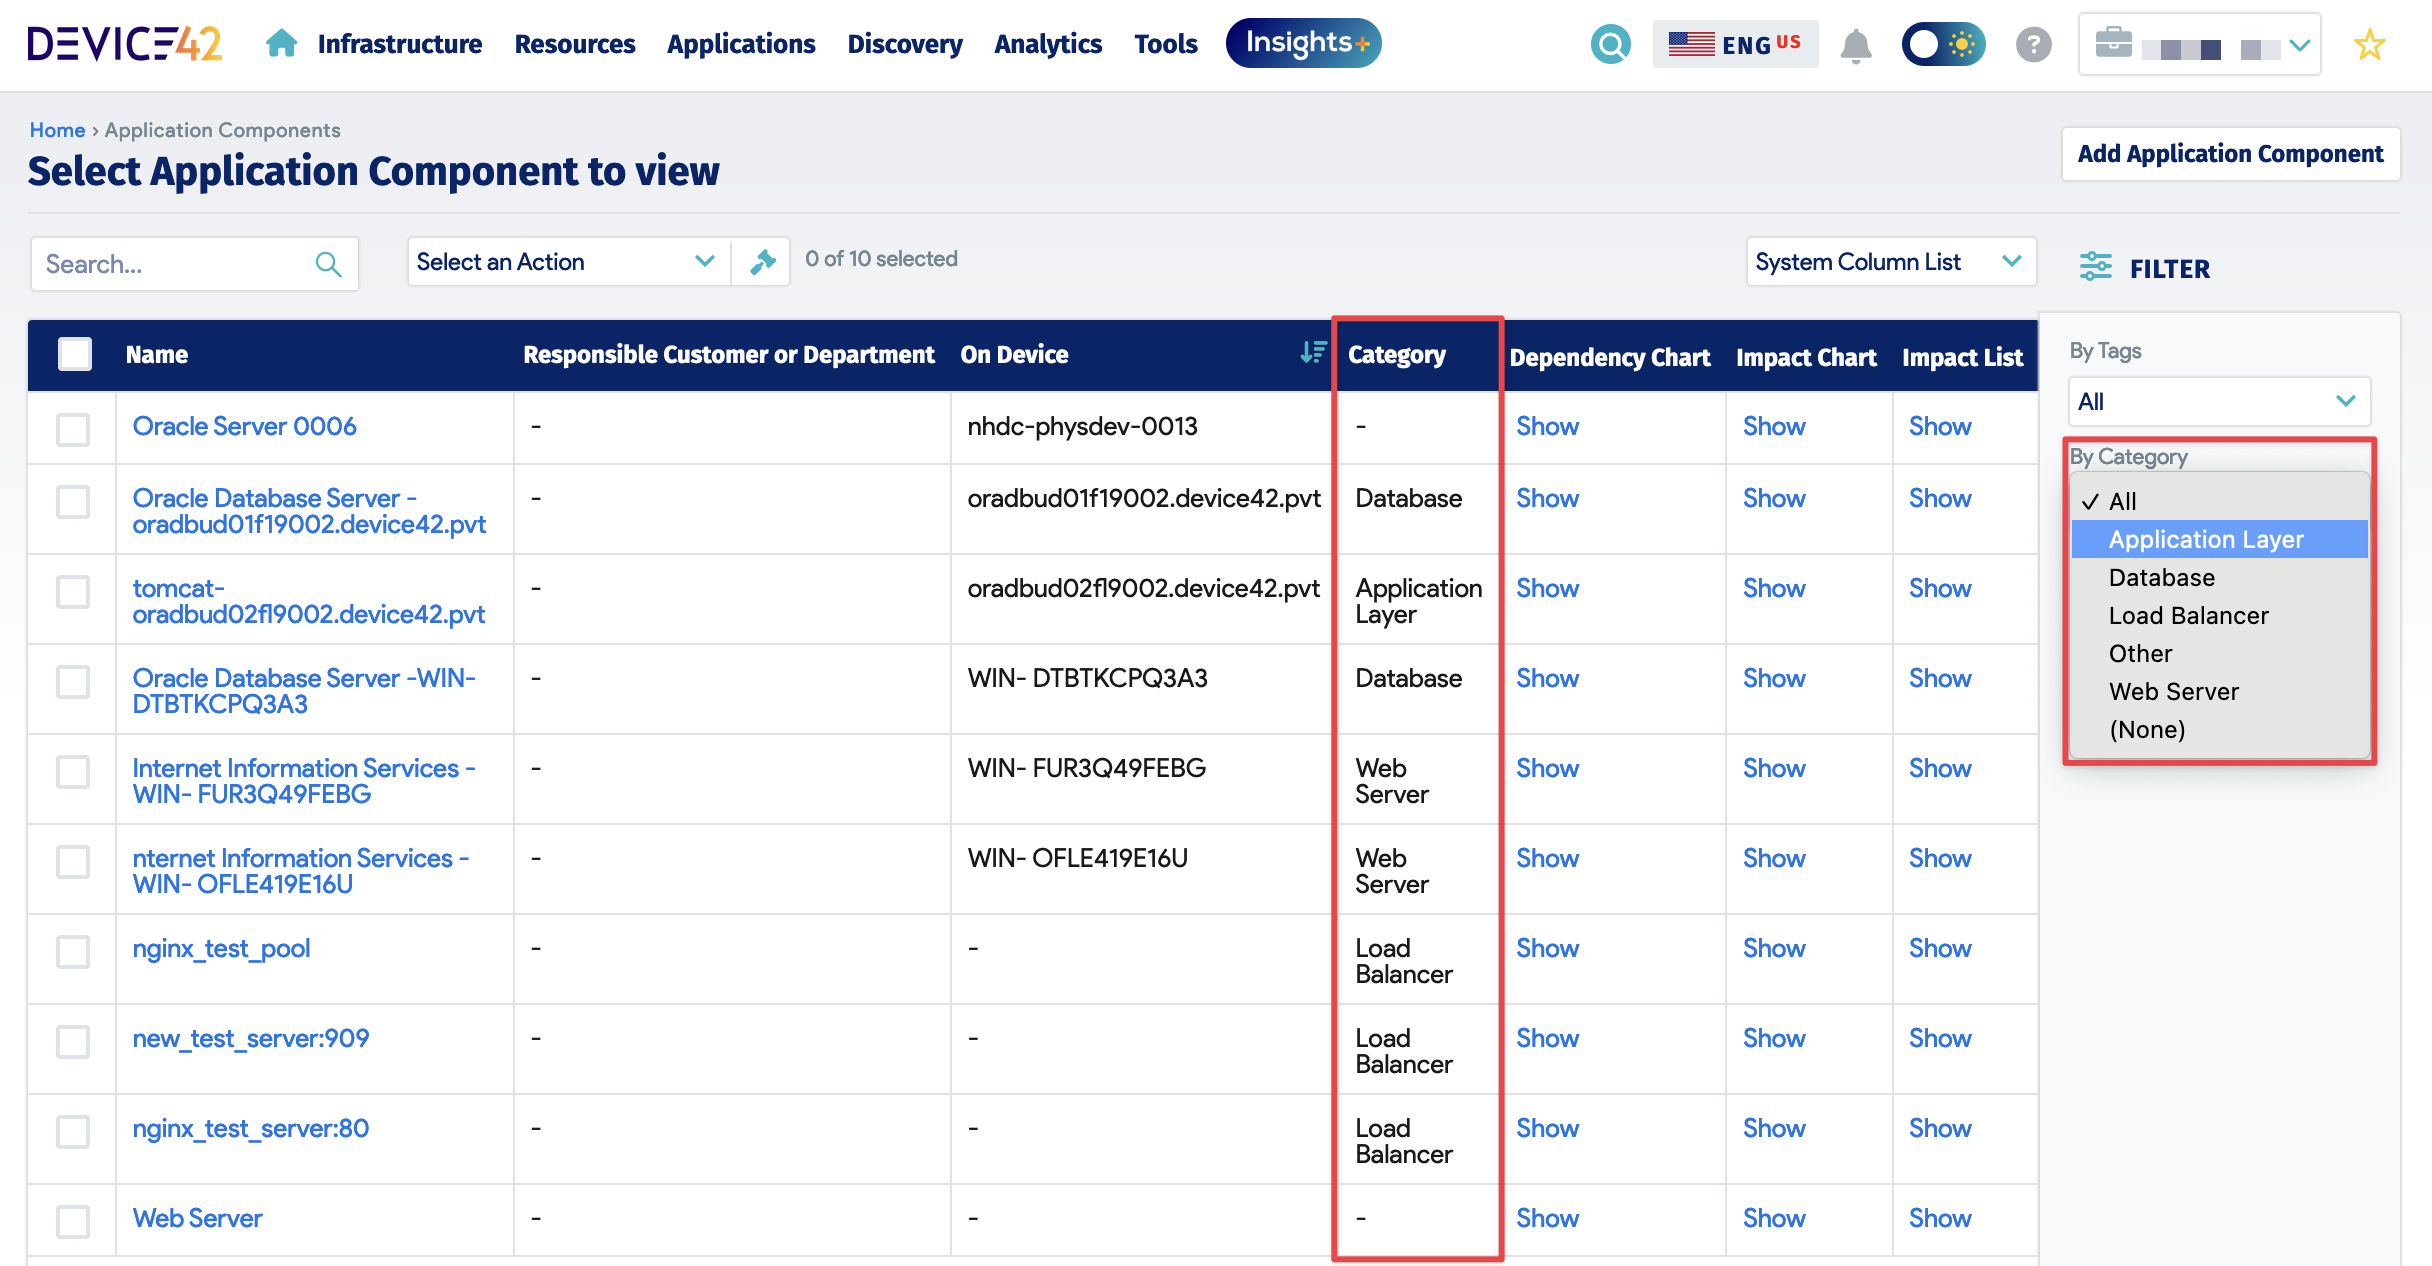 DEVICE42
Infrastructure Resources Applications Discovery Analytics Tools Insights+
ENG US
?
Home › Application Components
Select Application Component to view
Add Application Component
Search...
Select an Action
0 of 10 selected
System Column List
FILTER
Name Responsible Customer or Department On Device Category Dependency Chart Impact Chart Impact List
Oracle Server 0006 - nhdc-physdev-0013 - Show Show Show
Oracle Database Server - - oradbud01f19002.device42.pvt Database Show Show Show
oradbud01f19002.device42.pvt
tomcat- - oradbud02fl9002.device42.pvt Application Show Show Show
oradbud02fl9002.device42.pvt Layer
Oracle Database Server -WIN- - WIN- DTBTKCPQ3A3 Database Show Show Show
DTBTKCPQ3A3
Internet Information Services - - WIN- FUR3Q49FEBG Web Show Show Show
WIN- FUR3Q49FEBG Server
nternet Information Services - - WIN- OFLE419E16U Web Show Show Show
WIN- OFLE419E16U Server
nginx_test_pool - - Load Show Show Show
Balancer
new_test_server:909 - - Load Show Show Show
Balancer
nginx_test_server:80 - - Load Show Show Show
Balancer
Web Server - - - Show Show Show
By Tags
All
By Category
✓ All
Application Layer
Database
Load Balancer
Other
Web Server
(None)